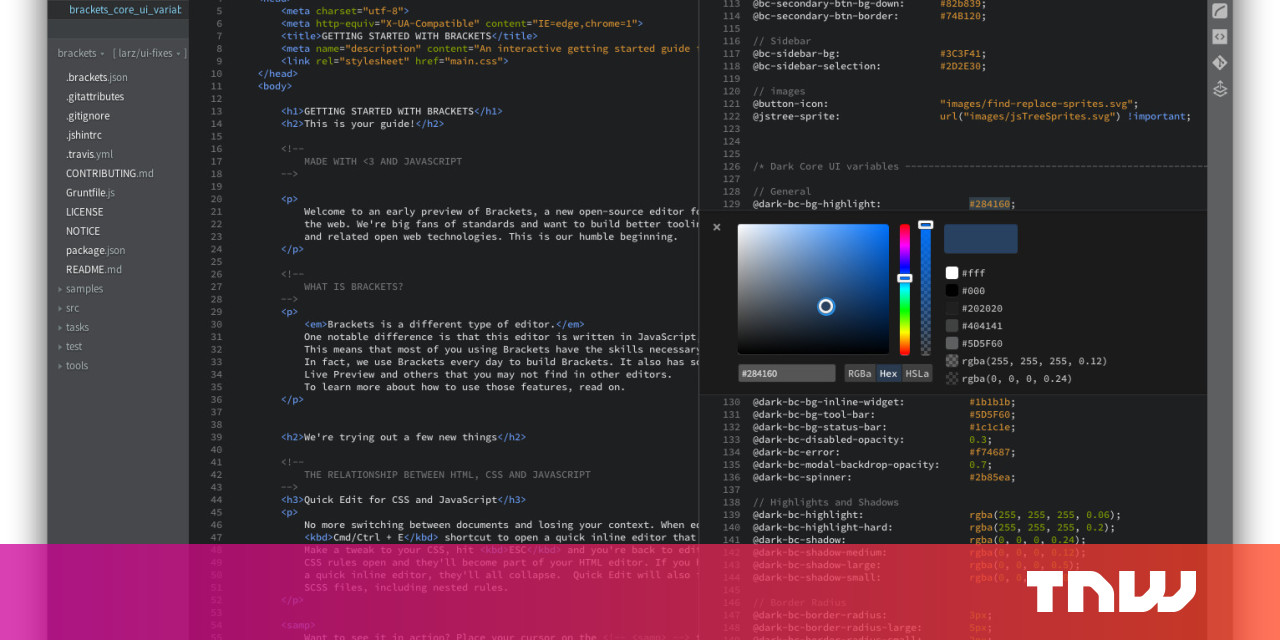 brackets_core_ui_variab
brackets
[ larz/ui-fixes ]
.brackets.json
.gitattributes
.gitignore
.jshintrc
.travis.yml
CONTRIBUTING.md
Gruntfile.js
LICENSE
NOTICE
package.json
README.md
samples
src
tasks
test
tools
5 <meta charset="utf-8">
6 <meta http-equiv="X-UA-Compatible" content="IE=edge,chrome=1">
7 <title>GETTING STARTED WITH BRACKETS</title>
8 <meta name="description" content="An interactive getting started guide
9 <link rel="stylesheet" href="main.css">
10 </head>
11 <body>
12
13 <h1>GETTING STARTED WITH BRACKETS</h1>
14 <h2>This is your guide!</h2>
15
16 <!--
17 MADE WITH <3 AND JAVASCRIPT
18 -->
19
20 <p>
21 Welcome to an early preview of Brackets, a new open-source editor f
22 the web. We're big fans of standards and want to build better toolin
23 and related open web technologies. This is our humble beginning.
24 </p>
25
26 <!--
27 WHAT IS BRACKETS?
28 -->
29 <p>
30 <em>Brackets is a different type of editor.</em>
31 One notable difference is that this editor is written in JavaScript
32 This means that most of you using Brackets have the skills necessary
33 In fact, we use Brackets every day to build Brackets. It also has s
34 Live Preview and others that you may not find in other editors.
35 To learn more about how to use those features, read on.
36 </p>
37
38
39 <h2>We're trying out a few new things</h2>
40
41 <!--
42 THE RELATIONSHIP BETWEEN HTML, CSS AND JAVASCRIPT
43 -->
44 <h3>Quick Edit for CSS and JavaScript</h3>
45 <p>
46 No more switching between documents and losing your context. When e
47 <kbd>Cmd/Ctrl + E</kbd> shortcut to open a quick inline editor that
48 Make a tweak to your CSS, hit <kbd>ESC</kbd> and you're back to edit
49 CSS rules open and they'll become part of your HTML editor. If you h
50 a quick inline editor, they'll all collapse. Quick Edit will also
51 SCSS files, including nested rules.
52 </p>
53
54 <samp>
55 Want to see it in action? Place your cursor on the <!-- <samp> -->
113 @bc-secondary-btn-bg-down: #82b839;
114 @bc-secondary-btn-border: #74B120;
115
116 // Sidebar
117 @bc-sidebar-bg: #3C3F41;
118 @bc-sidebar-selection: #2D2E30;
119
120 // images
121 @button-icon: "images/find-replace-sprites.svg";
122 @jstree-sprite: url("images/jsTreeSprites.svg") !important;
123
124
125
126 /* Dark Core UI variables --------------------------------------------------
127
128 // General
129 @dark-bc-bg-highlight: #284160;
#fff
#000
#202020
#404141
#5D5F60
rgba(255, 255, 255, 0.12)
rgba(0, 0, 0, 0.24)
#284160
RGBa Hex HSLa
130 @dark-bc-bg-inline-widget: #1b1b1b;
131 @dark-bc-bg-tool-bar: #5D5F60;
132 @dark-bc-bg-status-bar: #1c1c1e;
133 @dark-bc-disabled-opacity: 0.3;
134 @dark-bc-error: #f74687;
135 @dark-bc-modal-backdrop-opacity: 0.7;
136 @dark-bc-spinner: #2b85ea;
137
138 // Highlights and Shadows
139 @dark-bc-highlight: rgba(255, 255, 255, 0.06);
140 @dark-bc-highlight-hard: rgba(255, 255, 255, 0.2);
141 @dark-bc-shadow: rgba(0, 0, 0, 0.24);
142 @dark-bc-shadow-medium: rgba(0, 0, 0, 0.12);
143 @dark-bc-shadow-large: rgba(0, 0, 0, 0.5);
144 @dark-bc-shadow-small: rgba(0, 0,
145
146 // Border Radius
147 @dark-bc-border-radius: 3px;
148 @dark-bc-border-radius-large: 5px;
TNW